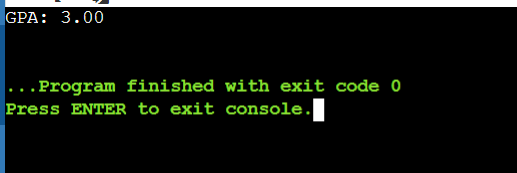 GPA: 3.00
...Program finished with exit code 0
Press ENTER to exit console.